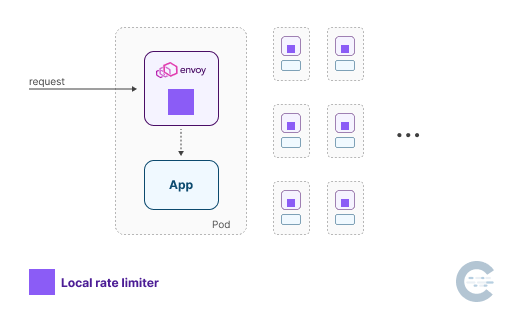 envoy
request
App
Pod
Local rate limiter